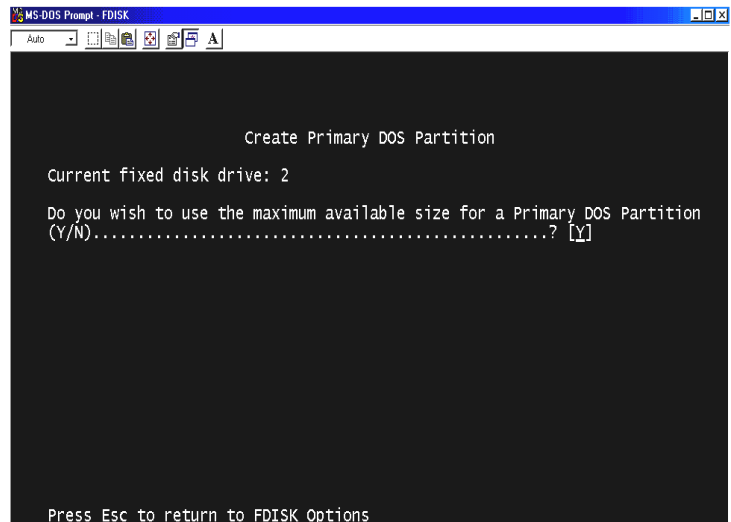 MS-DOS Prompt - FDISK
Auto
A
Create Primary DOS Partition
Current fixed disk drive: 2
Do you wish to use the maximum available size for a Primary DOS Partition
(Y/N)...................................................? [Y]
Press Esc to return to FDISK Options